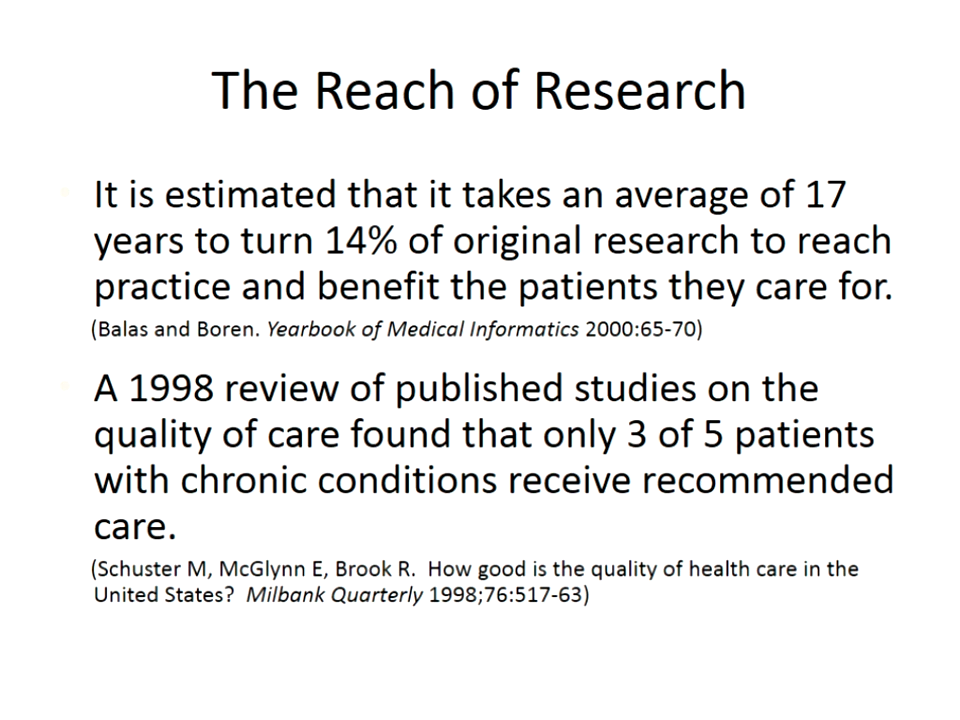 The Reach of Research
It is estimated that it takes an average of 17
years to turn 14% of original research to reach
practice and benefit the patients they care for.
(Balas and Boren. Yearbook of Medical Informatics 2000:65-70)
A 1998 review of published studies on the
quality of care found that only 3 of 5 patients
with chronic conditions receive recommended
care.
(Schuster M, McGlynn E, Brook R.  How good is the quality of health care in the
United States?  Milbank Quarterly 1998;76:517-63)